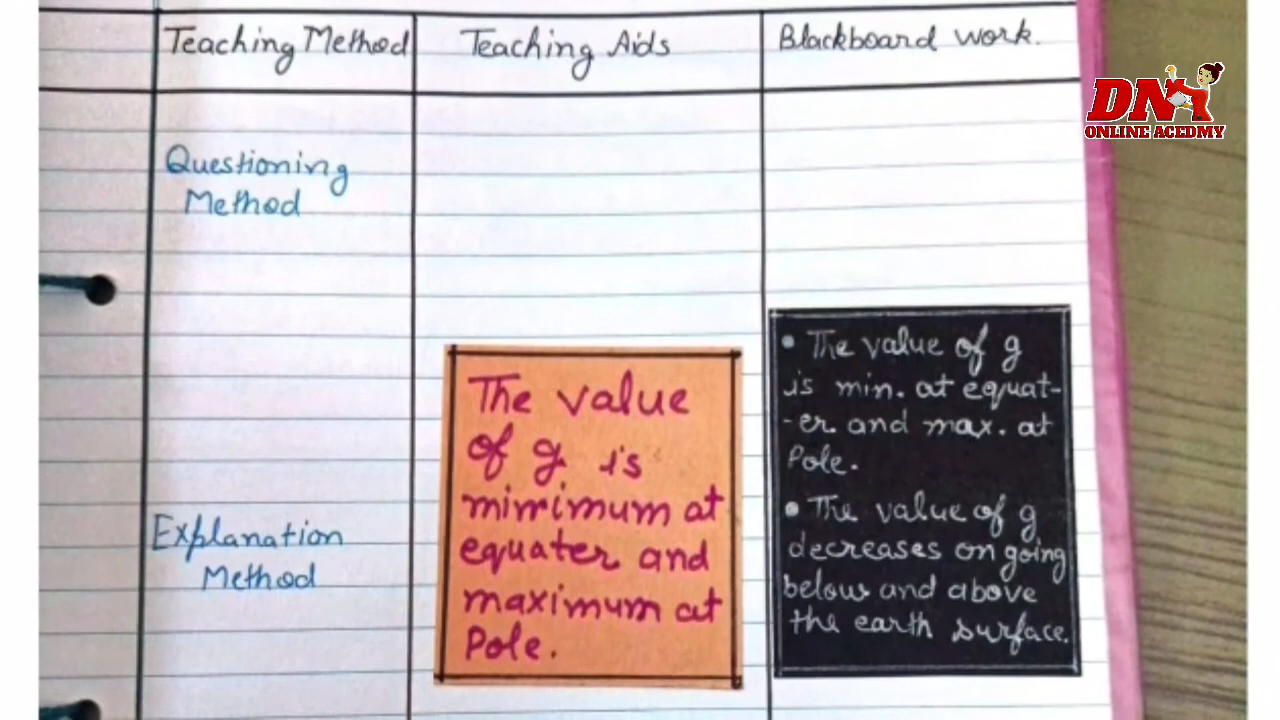 Teaching Method
Teaching Aids
Blackboard work.
DN
ONLINE ACEDMY
Questioning
Method
Explanation
Method
The value
of g is
minimum at
equater and
maximum at
Pole.
• The value of g
is min. at equat-
-er and max. at
Pole.
• The value of g
decreases on going
below and above
the earth surface.